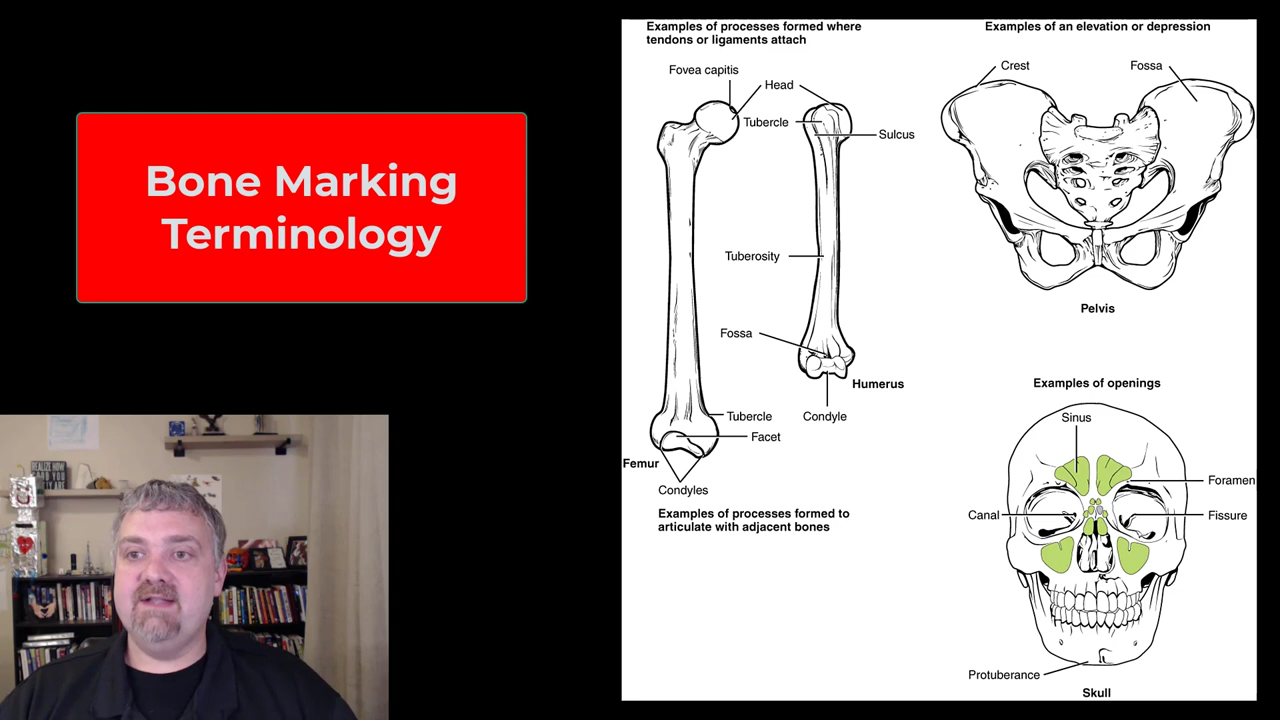 Bone Marking
Terminology
Examples of processes formed where
tendons or ligaments attach
Fovea capitis
Head
Tubercle
Sulcus
Tuberosity
Fossa
Humerus
Condyle
Tubercle
Facet
Femur
Condyles
Examples of processes formed to
articulate with adjacent bones
Examples of an elevation or depression
Crest
Fossa
Pelvis
Examples of openings
Sinus
Foramen
Canal
Fissure
Protuberance
Skull
REALIZE HOW